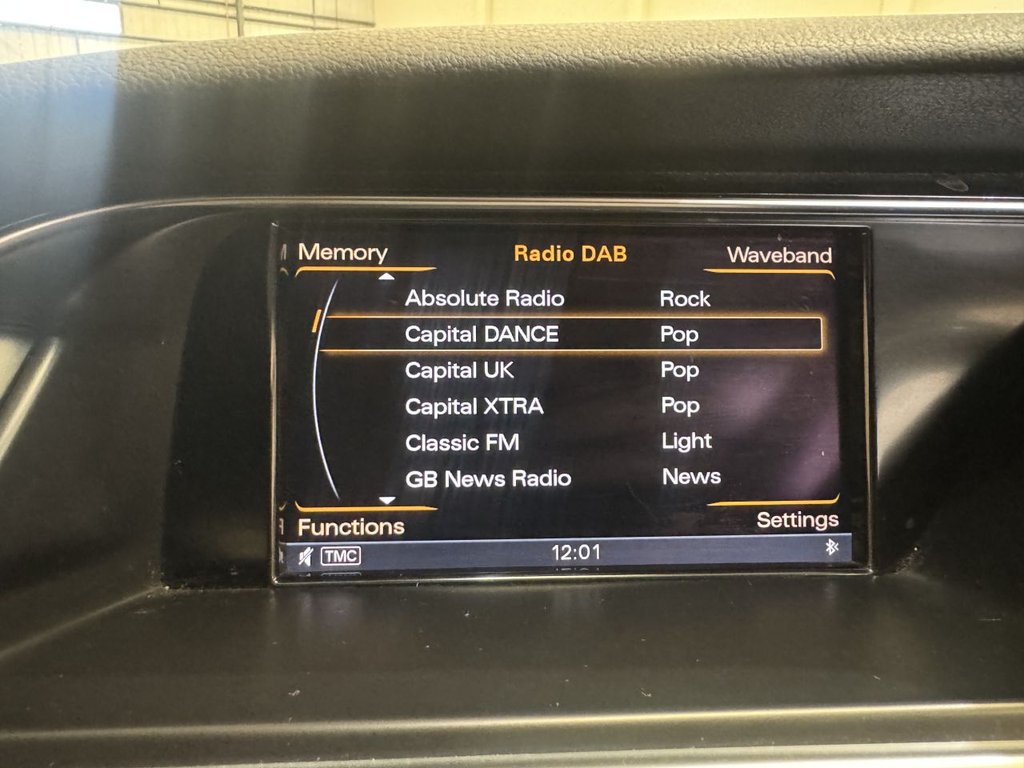 Memory Radio DAB Waveband
Absolute Radio Rock
Capital DANCE Pop
Capital UK Pop
Capital XTRA Pop
Classic FM Light
GB News Radio News
Functions Settings
TMC 12:01